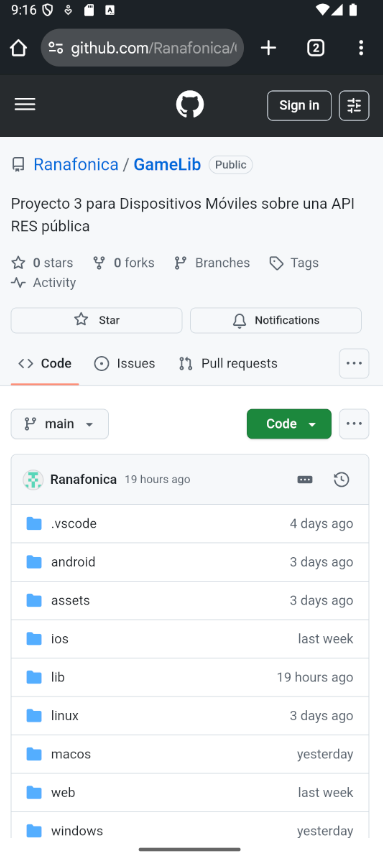 9:16
github.com/Ranafonica/
2
Sign in
Ranafonica / GameLib Public
Proyecto 3 para Dispositivos Móviles sobre una API
RES pública
0 stars 0 forks Branches Tags
Activity
Star Notifications
Code Issues Pull requests
main Code
Ranafonica 19 hours ago
.vscode 4 days ago
android 3 days ago
assets 3 days ago
ios last week
lib 19 hours ago
linux 3 days ago
macos yesterday
web last week
windows yesterday